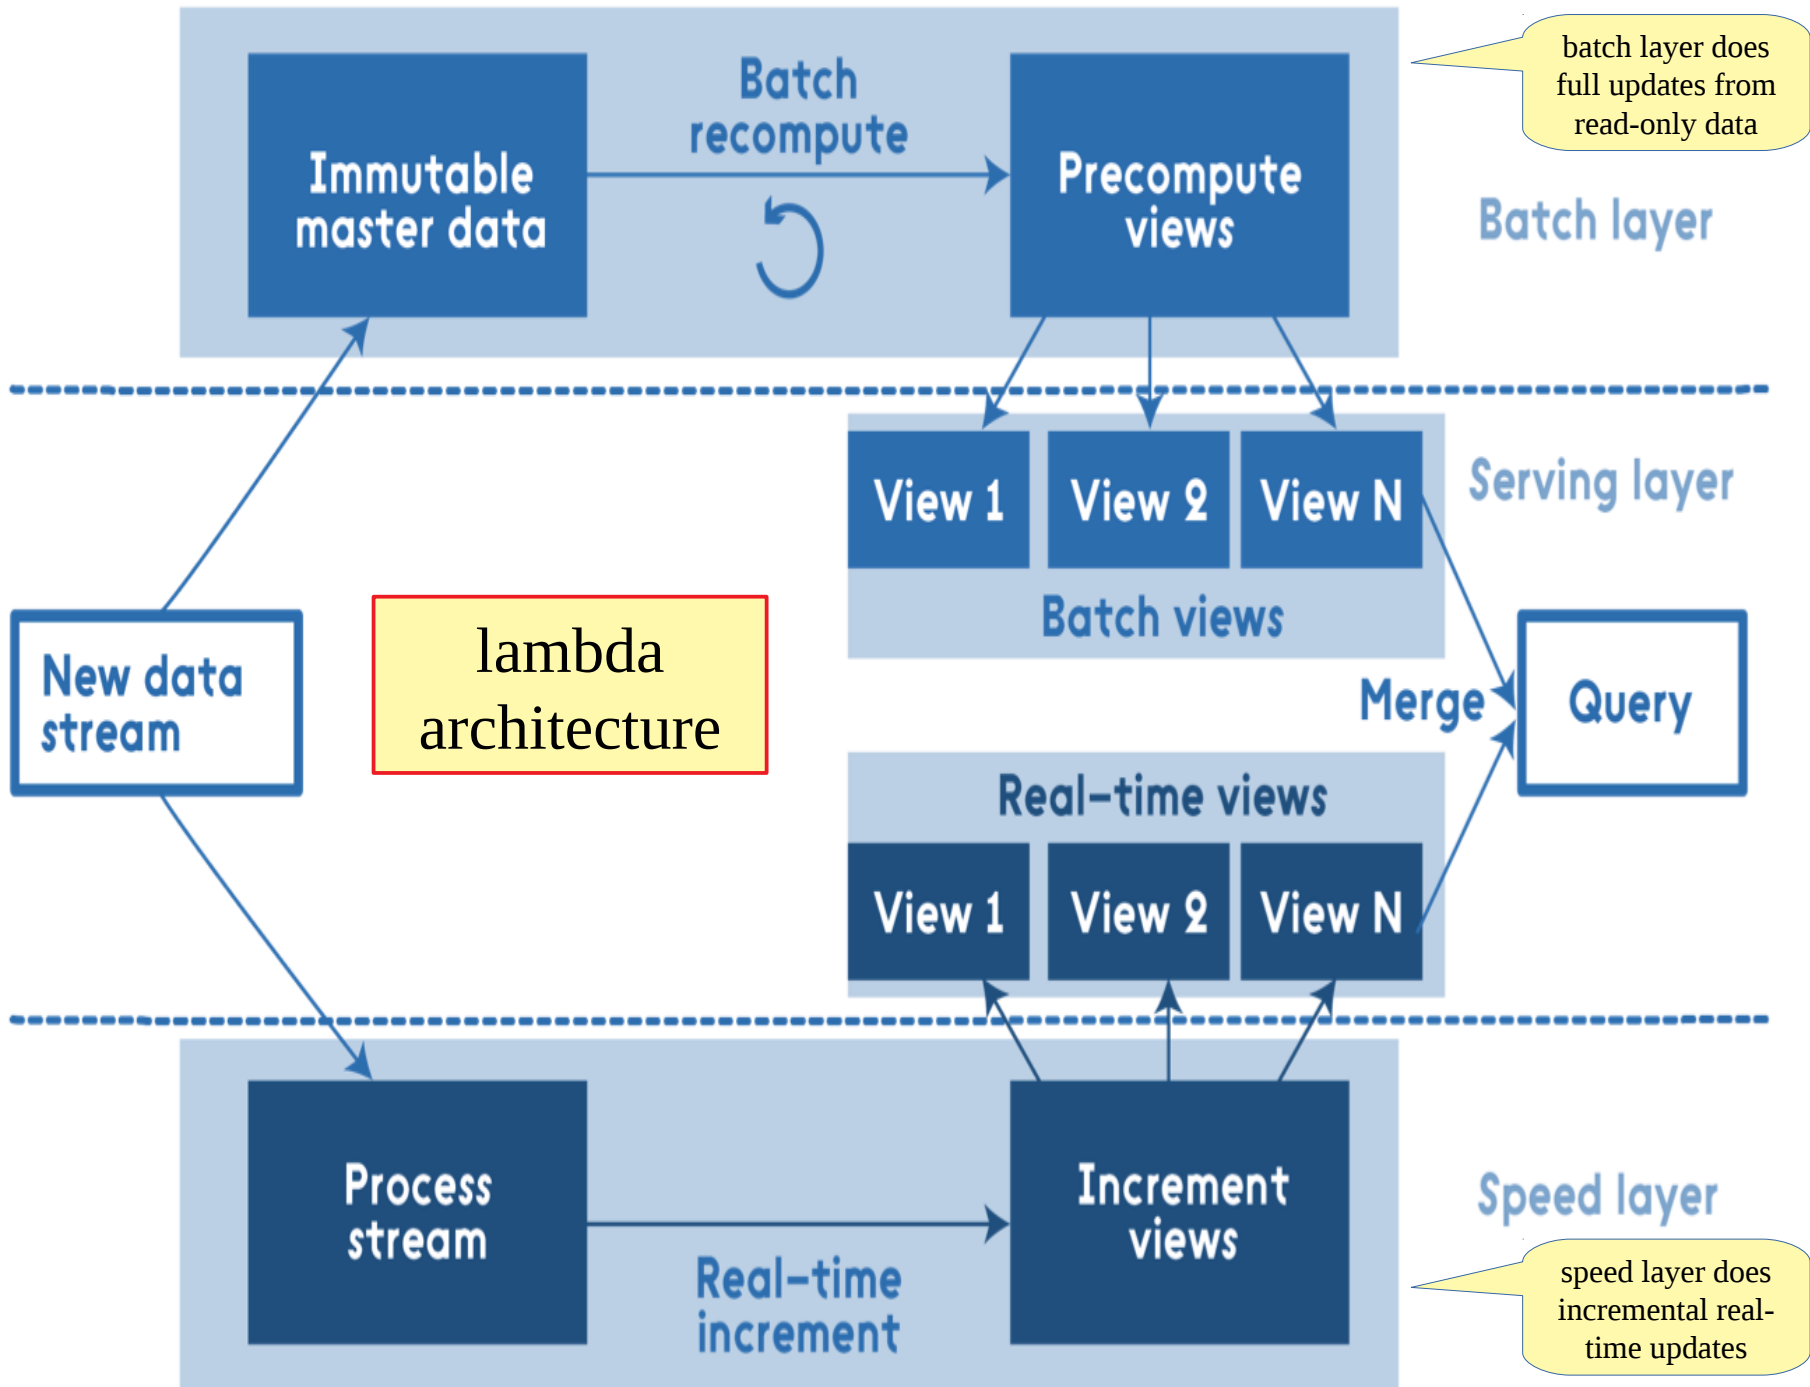 batch layer does
full updates from
read-only data
Batch
recompute
Immutable
master data
Precompute
views
Batch layer
View 1
View 2
View N
Serving layer
Batch views
New data
stream
lambda
architecture
Merge
Query
Real-time views
View 1
View 2
View N
Process
stream
Increment
views
Speed layer
Real-time
increment
speed layer does
incremental real-
time updates